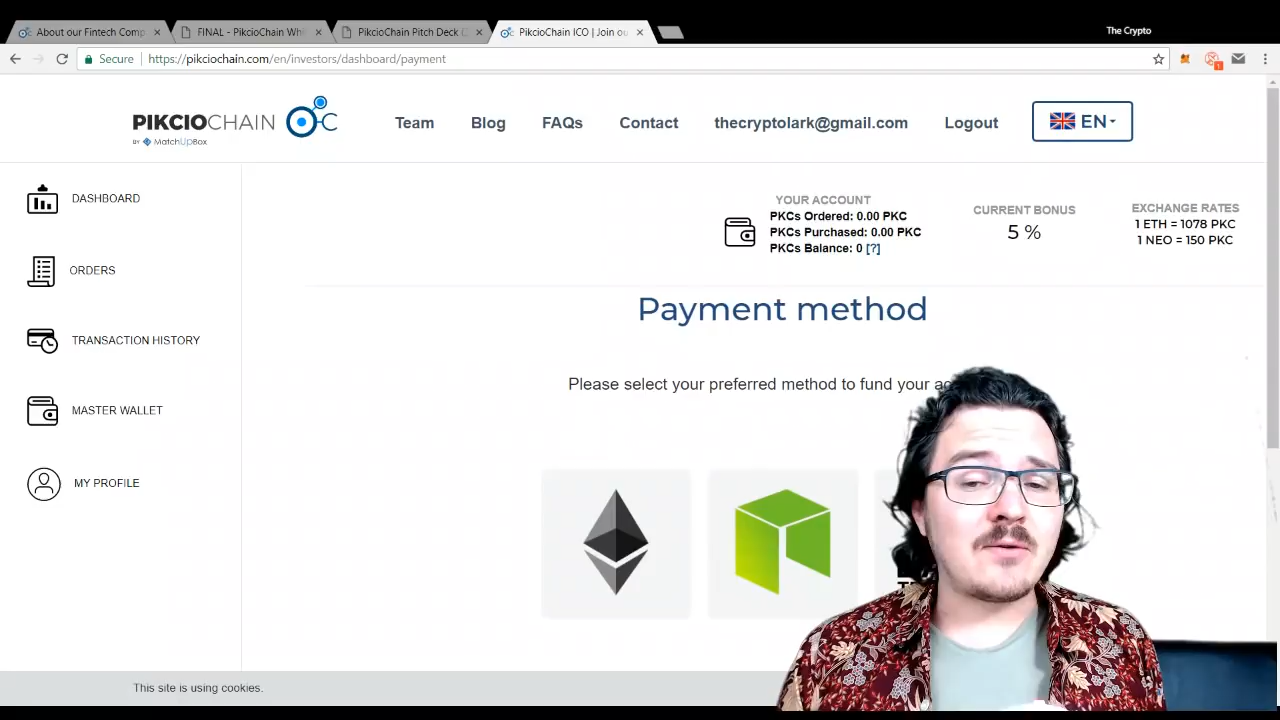 About our Fintech Comp
FINAL - PikcioChain Whi
PikcioChain Pitch Deck C
PikcioChain ICO | Join ou
The Crypto
Secure
https://pikciochain.com/en/investors/dashboard/payment
1
PIKCIOCHAIN
BY MatchUpBox
Team
Blog
FAQs
Contact
thecryptolark@gmail.com
Logout
EN
DASHBOARD
ORDERS
TRANSACTION HISTORY
MASTER WALLET
MY PROFILE
YOUR ACCOUNT
PKCs Ordered: 0.00 PKC
PKCs Purchased: 0.00 PKC
PKCs Balance: 0 [?]
CURRENT BONUS
5 %
EXCHANGE RATES
1 ETH = 1078 PKC
1 NEO = 150 PKC
Payment method
Please select your preferred method to fund your
This site is using cookies.